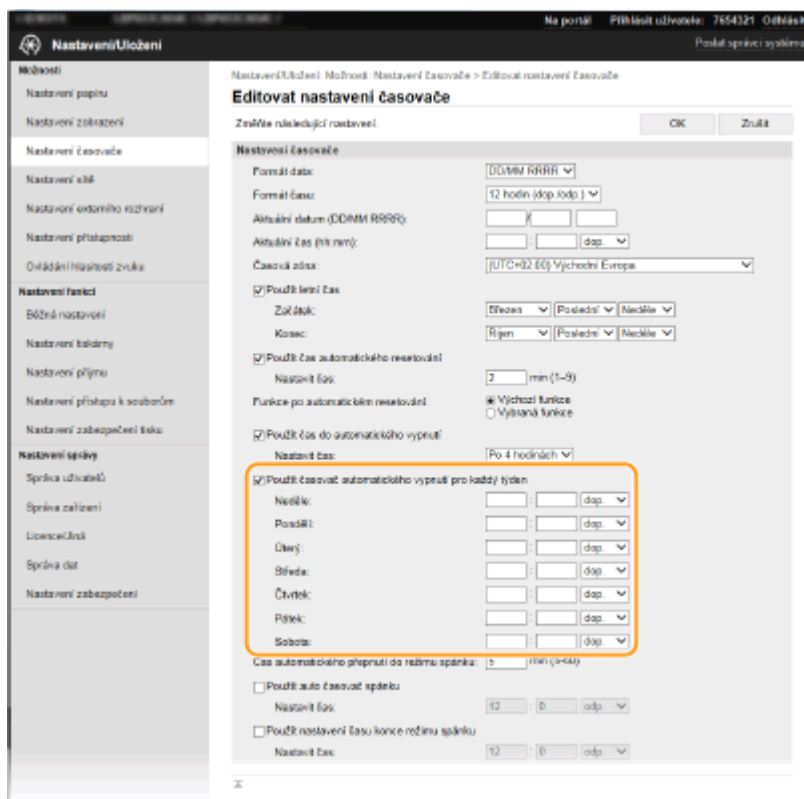 Na portál Přihlásit uživatele: 7654321 Odhlásit
Nastavení/Uložení
Poslat správci systému
Možnosti
Nastavení papíru
Nastavení zobrazení
Nastavení časovače
Nastavení sítě
Nastavení externího rozhraní
Nastavení přístupnosti
Ovládání hlasitosti zvuku
Nastavení funkcí
Běžná nastavení
Nastavení tiskárny
Nastavení příjmu
Nastavení přístupu k souborům
Nastavení zabezpečení tisku
Nastavení správy
Správa uživatelů
Správa zařízení
Licence/Jiná
Správa dat
Nastavení zabezpečení
Nastavení/Uložení: Možnosti: Nastavení časovače > Editovat nastavení časovače
Editovat nastavení časovače
Změňte následující nastavení.
OK Zrušit
Nastavení časovače
Formát data: DD/MM RRRR
Formát času: 12 hodin (dop./odp.)
Aktuální datum (DD/MM RRRR): /
Aktuální čas (hh:mm): : dop.
Časová zóna: (UTC+02:00) Východní Evropa
Použít letní čas
Začátek: Březen Poslední Neděle
Konec: Říjen Poslední Neděle
Použít čas automatického resetování
Nastavit čas: 2 min (1–9)
Funkce po automatickém resetování: Výchozí funkce
Vybraná funkce
Použít čas do automatického vypnutí
Nastavit čas: Po 4 hodinách
Použít časovač automatického vypnutí pro každý týden
Neděle: : dop.
Pondělí: : dop.
Úterý: : dop.
Středa: : dop.
Čtvrtek: : dop.
Pátek: : dop.
Sobota: : dop.
Čas automatického přepnutí do režimu spánku: 5 min
Použít auto časovač spánku
Nastavit čas: 12 : 0 odp.
Použít nastavení času konce režimu spánku
Nastavit čas: 12 : 0 odp.